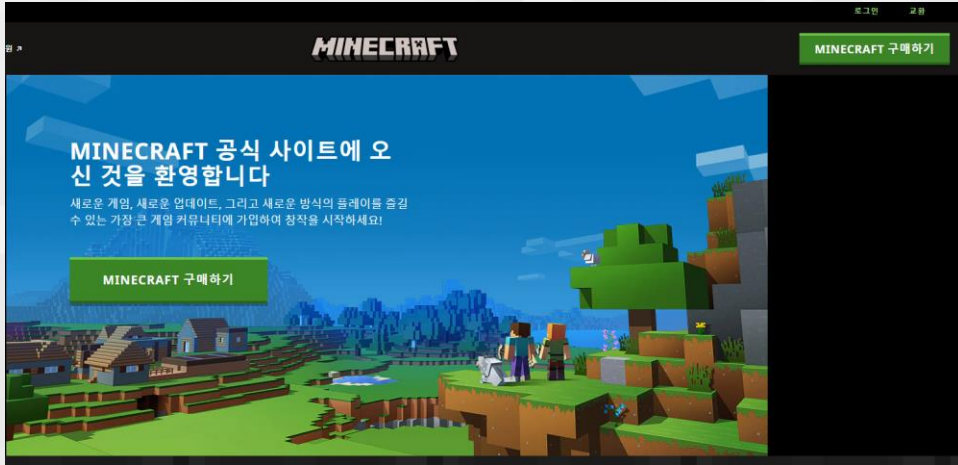 로그인 교환
원 ↗
MINECRAFT
MINECRAFT 구매하기
MINECRAFT 공식 사이트에 오
신 것을 환영합니다
새로운 게임, 새로운 업데이트, 그리고 새로운 방식의 플레이를 즐길
수 있는 가장 큰 게임 커뮤니티에 가입하여 창작을 시작하세요!
MINECRAFT 구매하기